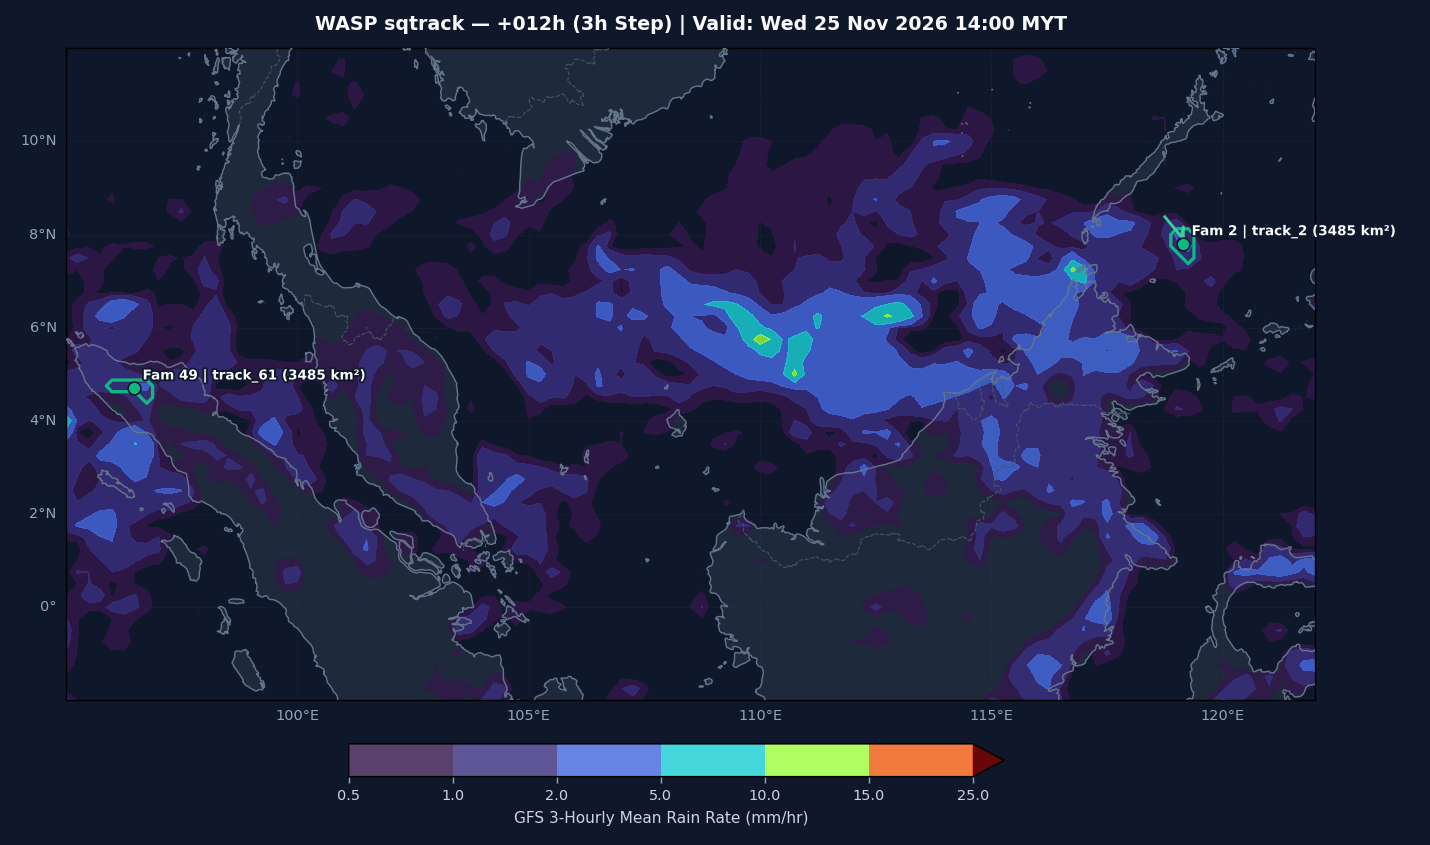 WASP sqtrack — +012h (3h Step) | Valid: Wed 25 Nov 2026 14:00 MYT
10°N
8°N
6°N
4°N
2°N
0°
Fam 2 | track_2 (3485 km²)
Fam 49 | track_61 (3485 km²)
100°E 105°E 110°E 115°E 120°E
0.5 1.0 2.0 5.0 10.0 15.0 25.0
GFS 3-Hourly Mean Rain Rate (mm/hr)